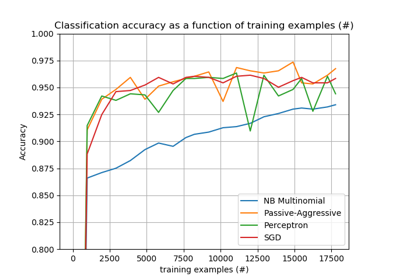 Classification accuracy as a function of training examples (#)
1.000
0.975
0.950
0.925
0.900
0.875
0.850
0.825
0.800
Accuracy
NB Multinomial
Passive-Aggressive
Perceptron
SGD
0 2500 5000 7500 10000 12500 15000 17500
training examples (#)